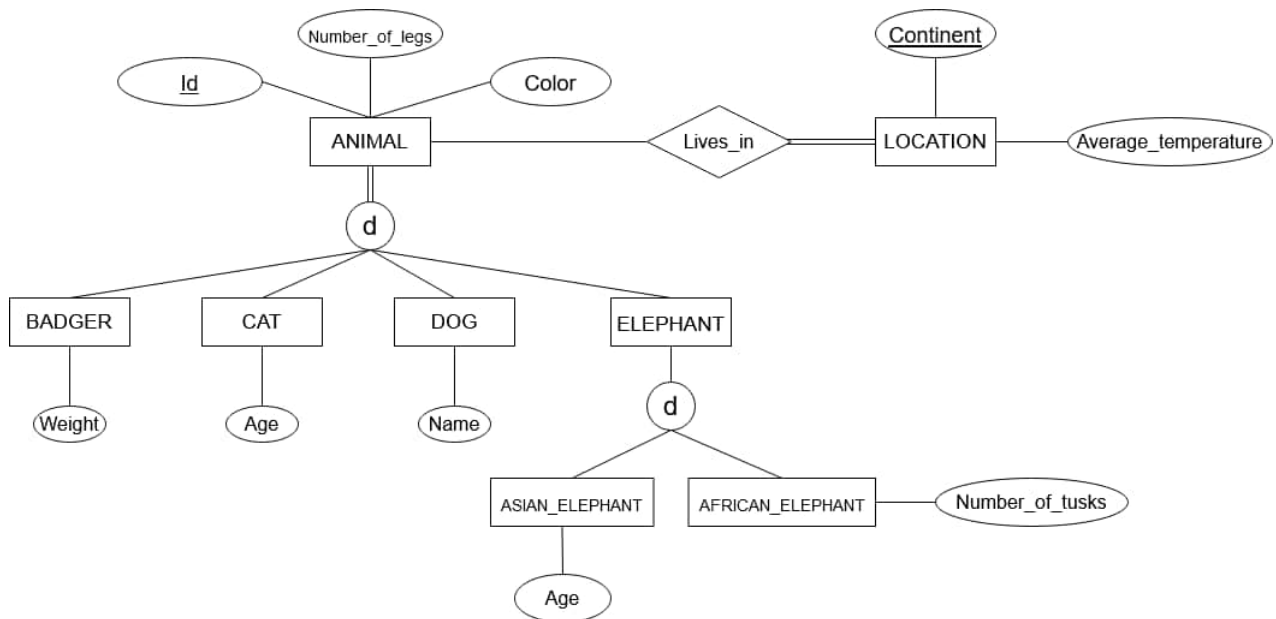 Number_of_legs
Continent
Id
Color
ANIMAL
Lives_in
LOCATION
Average_temperature
d
BADGER
CAT
DOG
ELEPHANT
Weight
Age
Name
d
ASIAN_ELEPHANT
AFRICAN_ELEPHANT
Number_of_tusks
Age